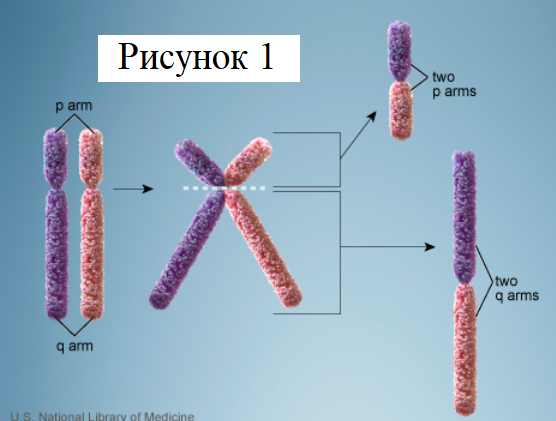 Рисунок 1
two
p arms
p arm
two
q arms
q arm
U.S. National Library of Medicine